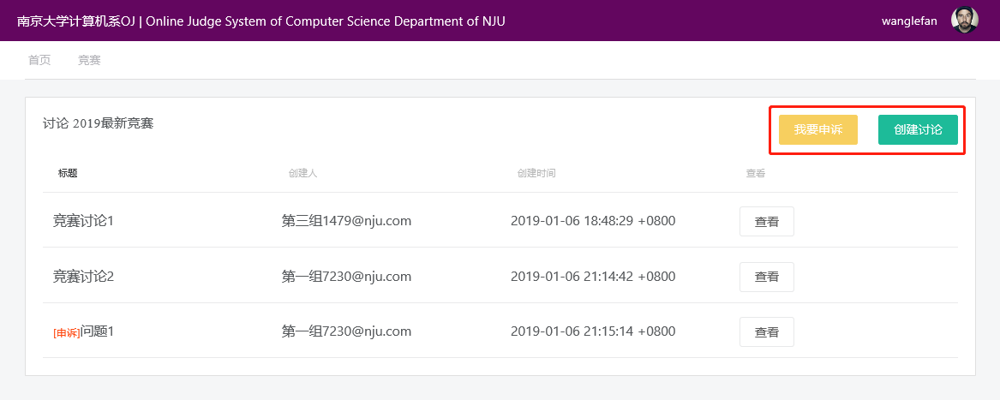 南京大学计算机系OJ | Online Judge System of Computer Science Department of NJU wanglefan
首页 竞赛
讨论 2019最新竞赛 我要申诉 创建讨论
标题 创建人 创建时间 查看
竞赛讨论1 第三组1479@nju.com 2019-01-06 18:48:29 +0800 查看
竞赛讨论2 第一组7230@nju.com 2019-01-06 21:14:42 +0800 查看
[申诉]问题1 第一组7230@nju.com 2019-01-06 21:15:14 +0800 查看